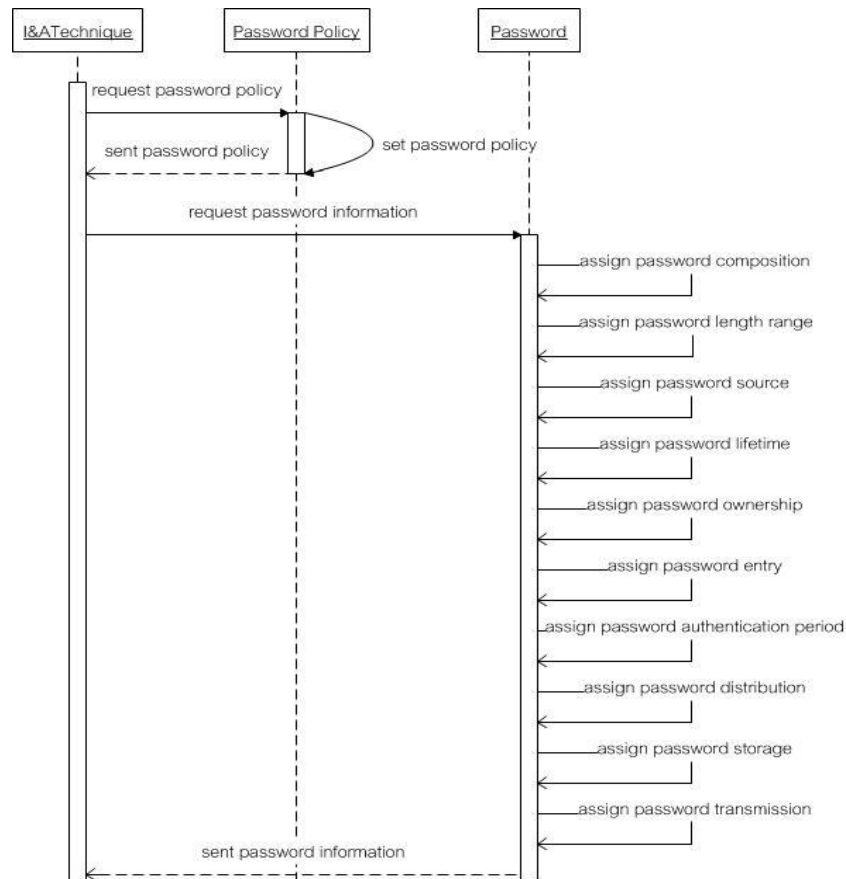 I&ATechnique
Password Policy
Password
request password policy
set password policy
sent password policy
request password information
assign password composition
assign password length range
assign password source
assign password lifetime
assign password ownership
assign password entry
assign password authentication period
assign password distribution
assign password storage
assign password transmission
sent password information